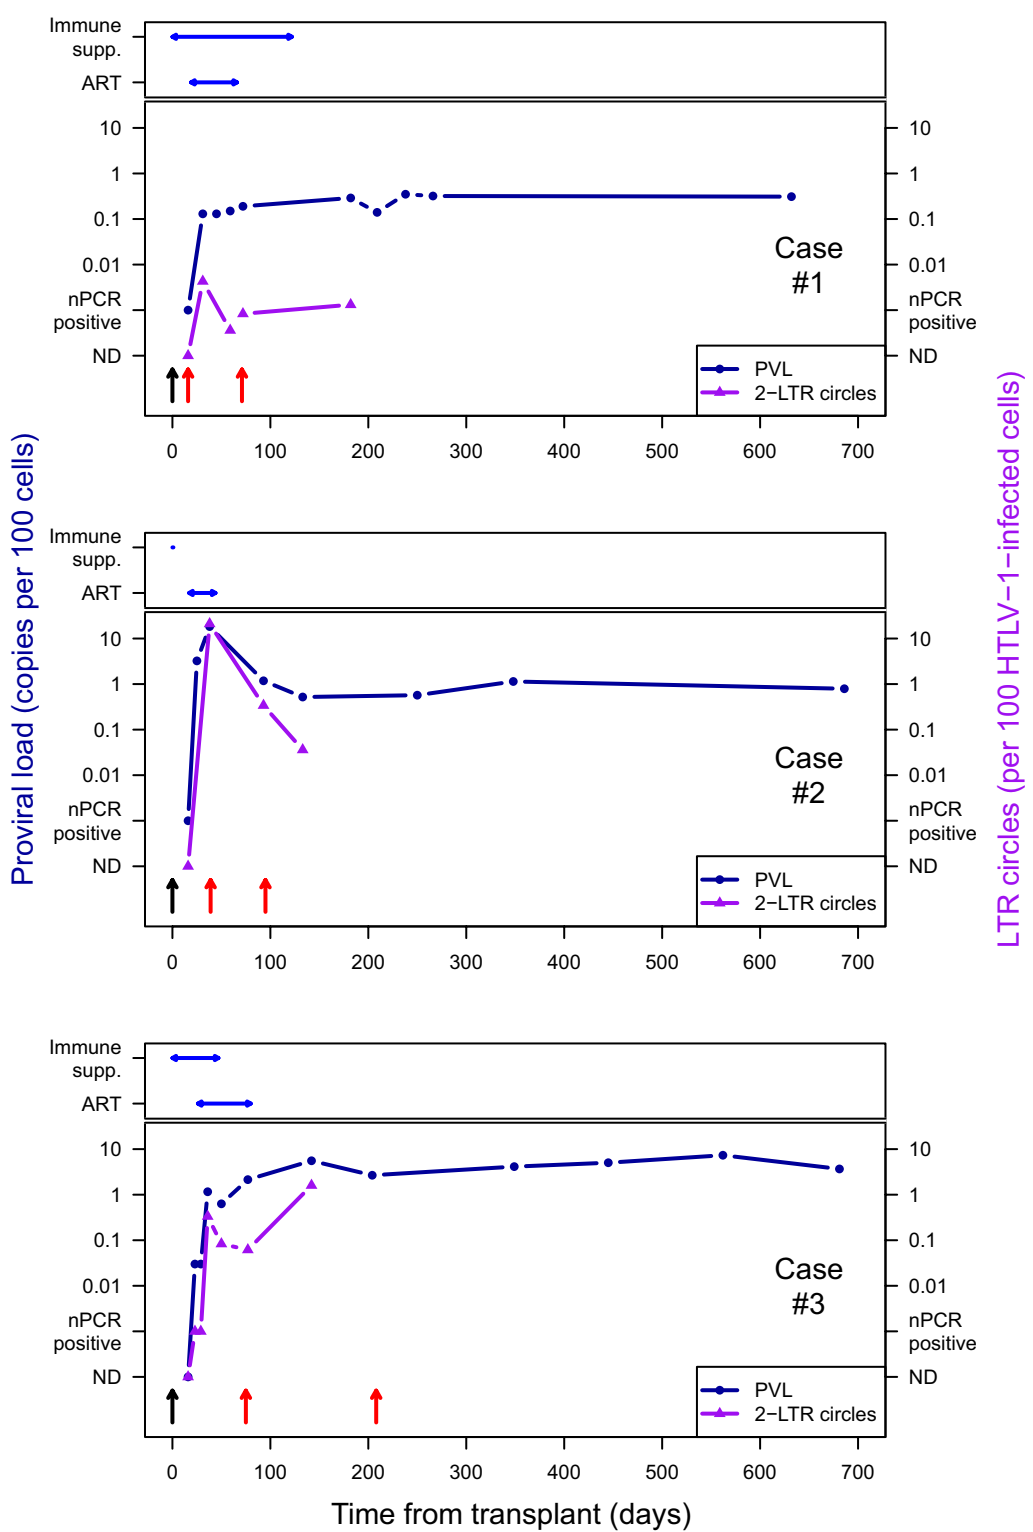 Immune
supp.
ART
10
1
0.1
0.01
nPCR
positive
ND
10
1
0.1
0.01
nPCR
positive
ND
Case
#1
PVL
2−LTR circles
0 100 200 300 400 500 600 700
Immune
supp.
ART
10
1
0.1
0.01
nPCR
positive
ND
10
1
0.1
0.01
nPCR
positive
ND
Case
#2
PVL
2−LTR circles
0 100 200 300 400 500 600 700
Immune
supp.
ART
10
1
0.1
0.01
nPCR
positive
ND
10
1
0.1
0.01
nPCR
positive
ND
Case
#3
PVL
2−LTR circles
0 100 200 300 400 500 600 700
Time from transplant (days)
Proviral load (copies per 100 cells)
LTR circles (per 100 HTLV−1−infected cells)